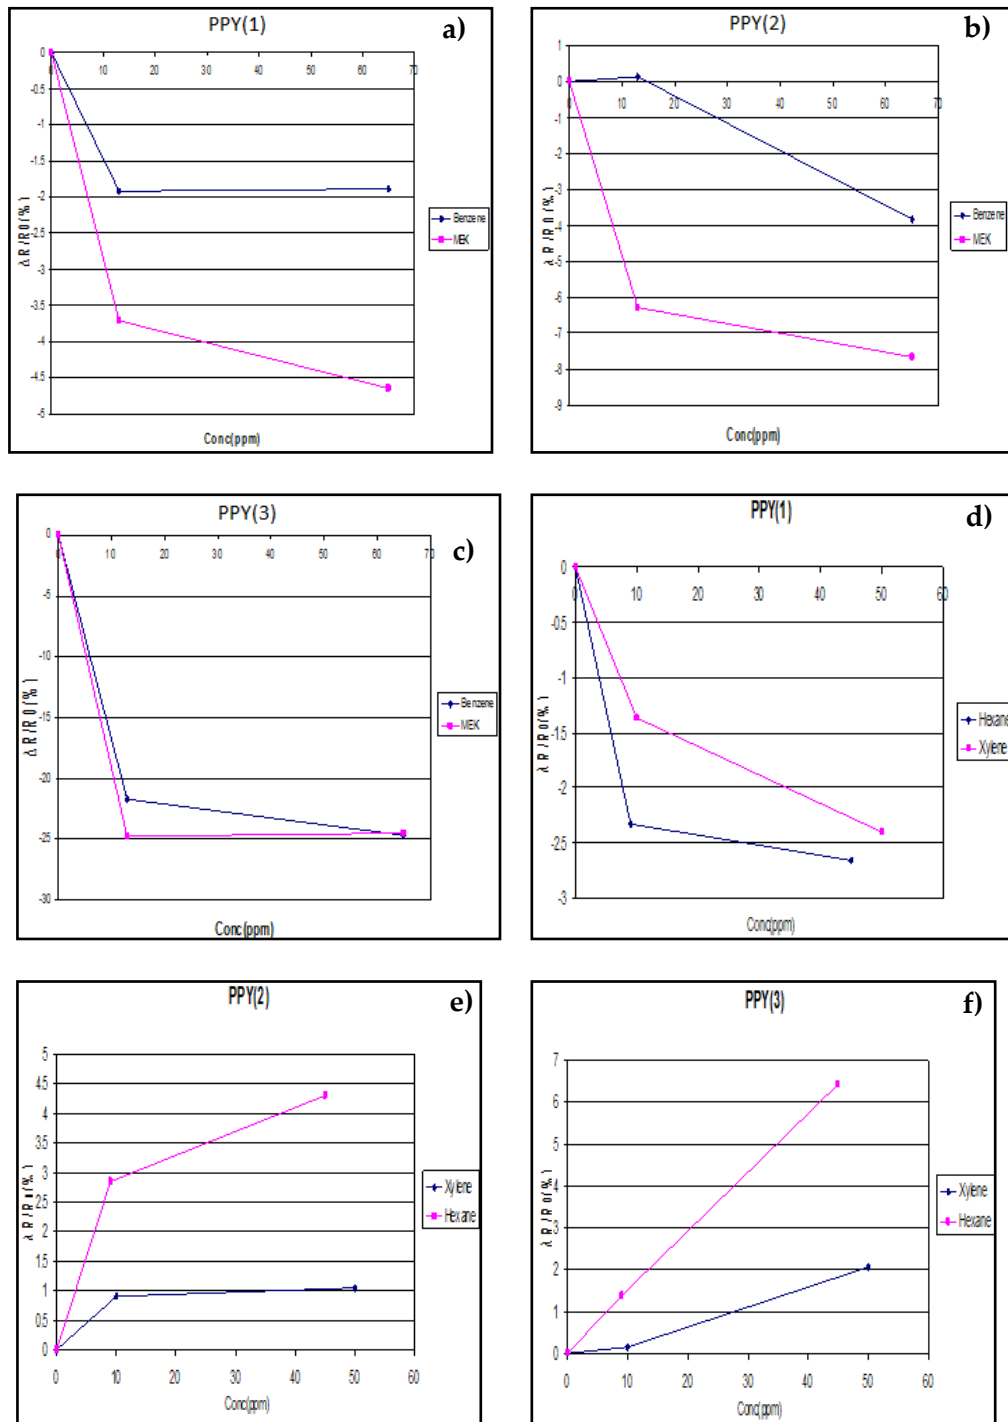 PPY(1)
a)
0
0 10 20 30 40 50 60 70
-0.5
-1
-1.5
-2
-2.5
-3
-3.5
-4
-4.5
-5
Δ R / R 0 ( % )
Benzene
MEK
Conc(ppm)
PPY(2)
b)
1
0
0 10 20 30 40 50 60 70
-1
-2
-3
-4
-5
-6
-7
-8
-9
Benzene
MEK
Conc(ppm)
PPY(3)
c)
0
0 10 20 30 40 50 60 70
-5
-10
-15
-20
-25
-30
Δ R / R 0 ( % )
Benzene
MEK
Conc(ppm)
PPY(1)
d)
0
0 10 20 30 40 50 60
-0.5
-1
-1.5
-2
-2.5
-3
Hexane
Xylene
Conc(ppm)
PPY(2)
e)
5
4.5
4
3.5
3
2.5
2
1.5
1
0.5
0
0 10 20 30 40 50 60
Xylene
Hexane
Conc(ppm)
PPY(3)
f)
7
6
5
4
3
2
1
0
0 10 20 30 40 50 60
Xylene
Hexane
Conc(ppm)